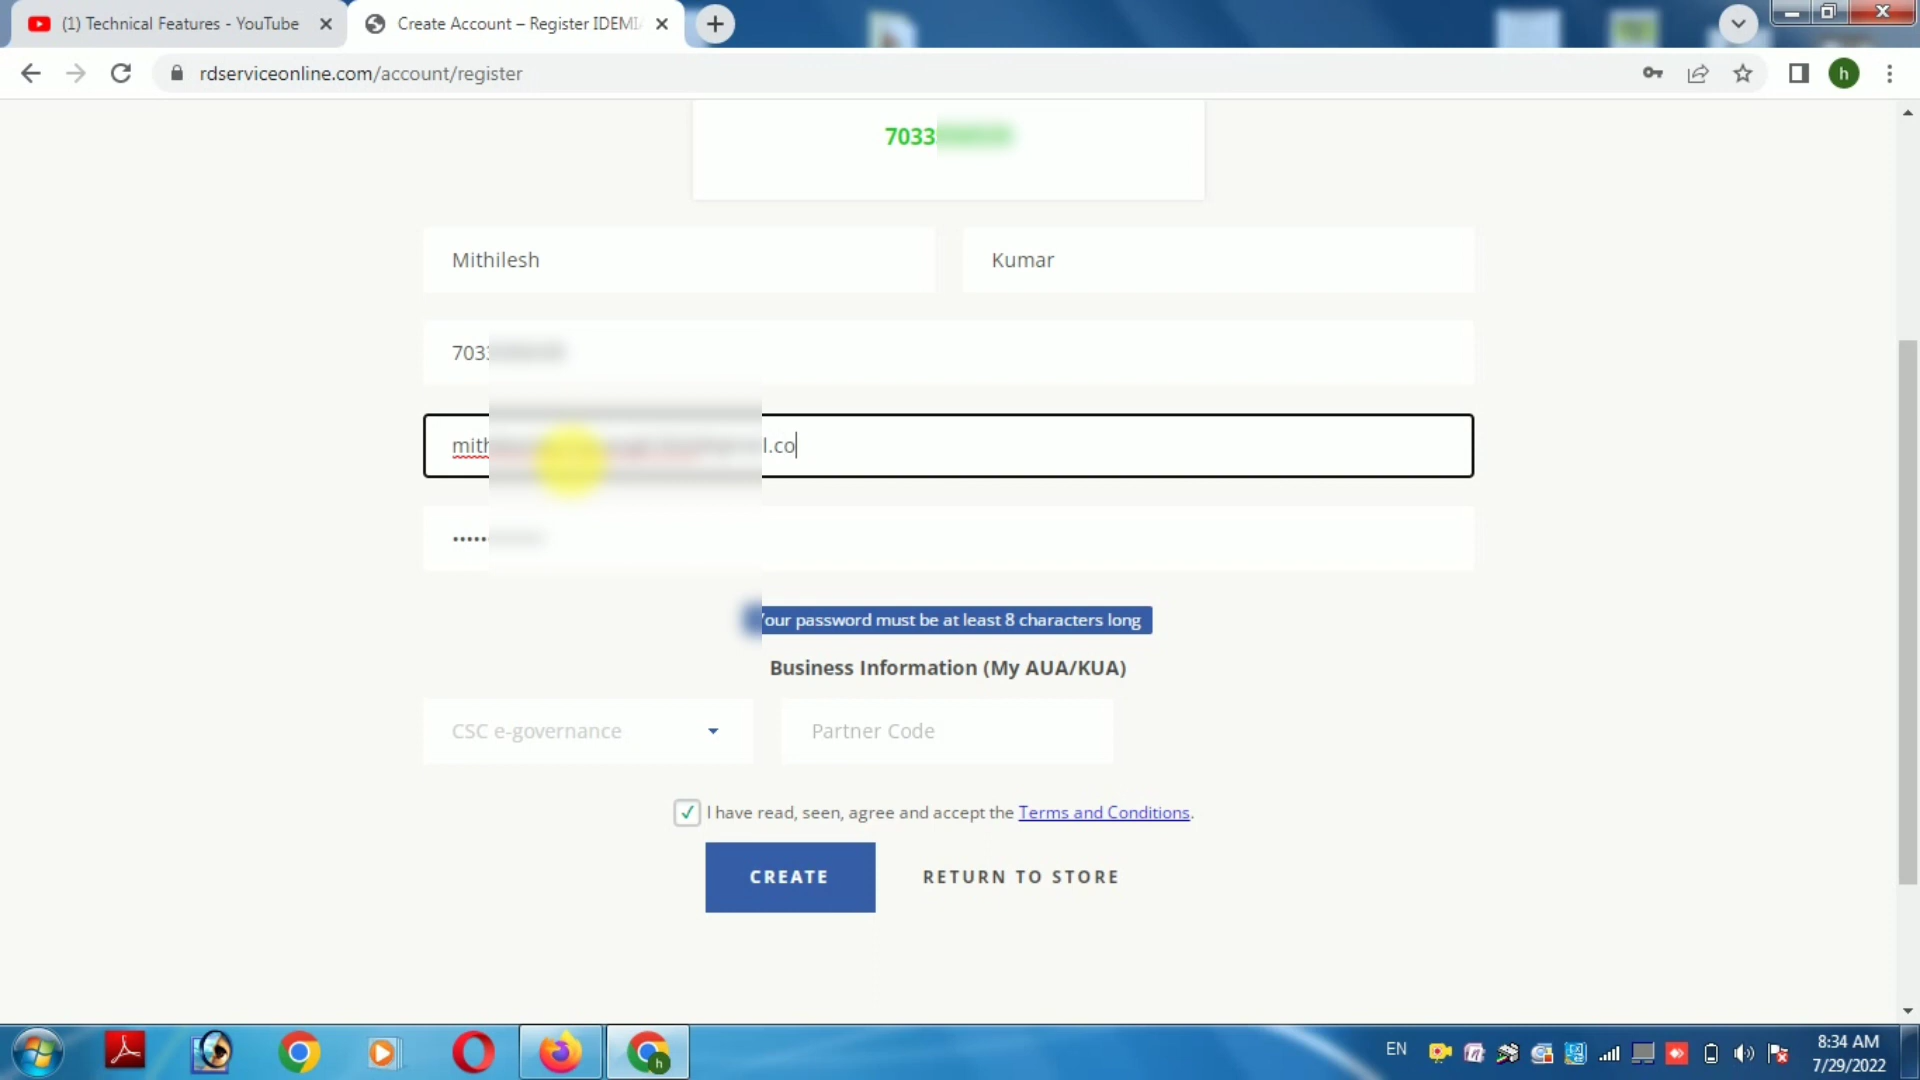 (1) Technical Features - YouTube
Create Account – Register IDEMI
rdserviceonline.com/account/register
h
7033
Mithilesh
Kumar
703
mith l.co
•••••
our password must be at least 8 characters long
Business Information (My AUA/KUA)
CSC e-governance
Partner Code
I have read, seen, agree and accept the Terms and Conditions.
CREATE
RETURN TO STORE
EN
8:34 AM
7/29/2022